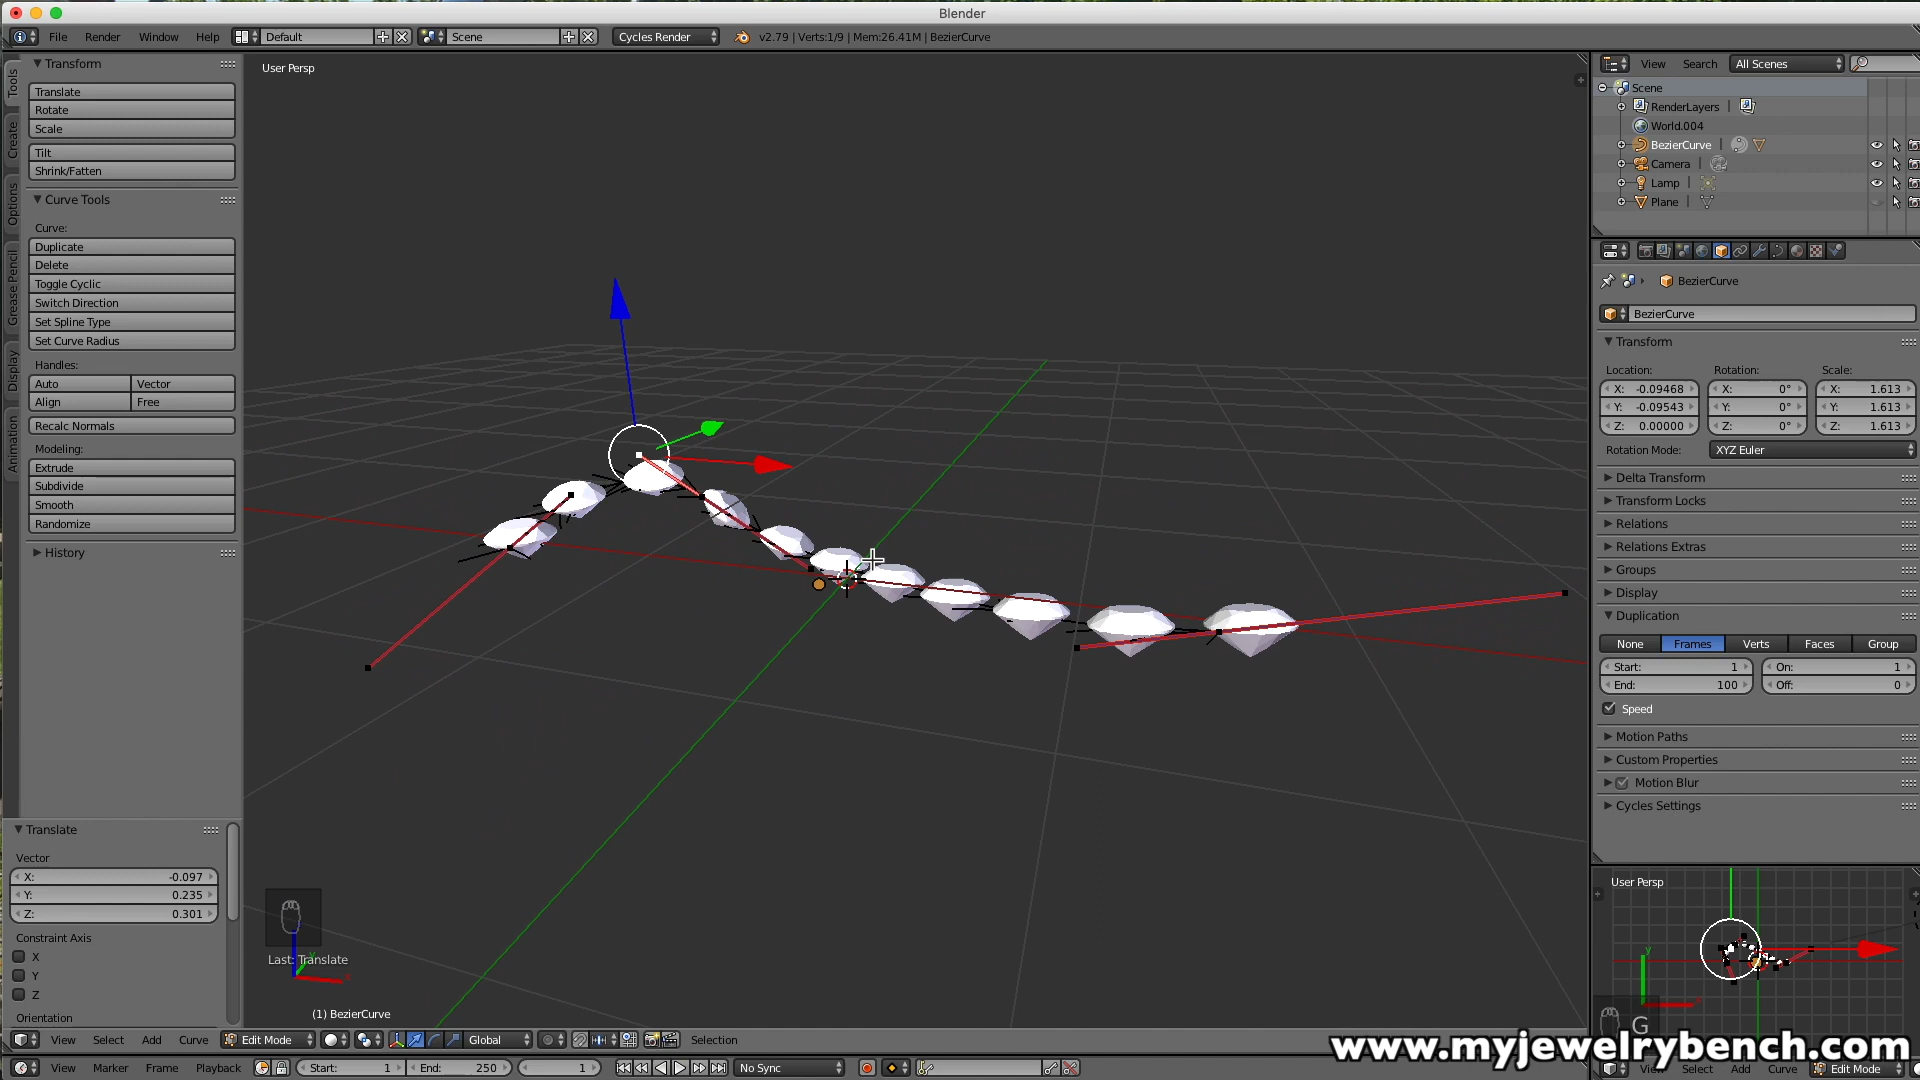 Blender
File Render Window Help Default Scene Cycles Render v2.79 | Verts:1/9 | Mem:26.41M | BezierCurve
Tools
Create
Options
Grease Pencil
Display
Animation
Transform
Translate
Rotate
Scale
Tilt
Shrink/Fatten
Curve Tools
Curve:
Duplicate
Delete
Toggle Cyclic
Switch Direction
Set Spline Type
Set Curve Radius
Handles:
Auto Vector
Align Free
Recalc Normals
Modeling:
Extrude
Subdivide
Smooth
Randomize
History
Translate
Vector
X: -0.097
Y: 0.235
Z: 0.301
Constraint Axis
X
Y
Z
Orientation
User Persp
Last: Translate
(1) BezierCurve
View Select Add Curve Edit Mode Global Selection
View Marker Frame Playback Start: 1 End: 250 1 No Sync
View Search All Scenes
Scene
RenderLayers
World.004
BezierCurve
Camera
Lamp
Plane
BezierCurve
BezierCurve
Transform
Location: Rotation: Scale:
X: -0.09468 X: 0° X: 1.613
Y: -0.09543 Y: 0° Y: 1.613
Z: 0.00000 Z: 0° Z: 1.613
Rotation Mode: XYZ Euler
Delta Transform
Transform Locks
Relations
Relations Extras
Groups
Display
Duplication
None Frames Verts Faces Group
Start: 1 On: 1
End: 100 Off: 0
Speed
Motion Paths
Custom Properties
Motion Blur
Cycles Settings
User Persp
y
G
www.myjewelrybench.com
View Select Add Curve Edit Mode